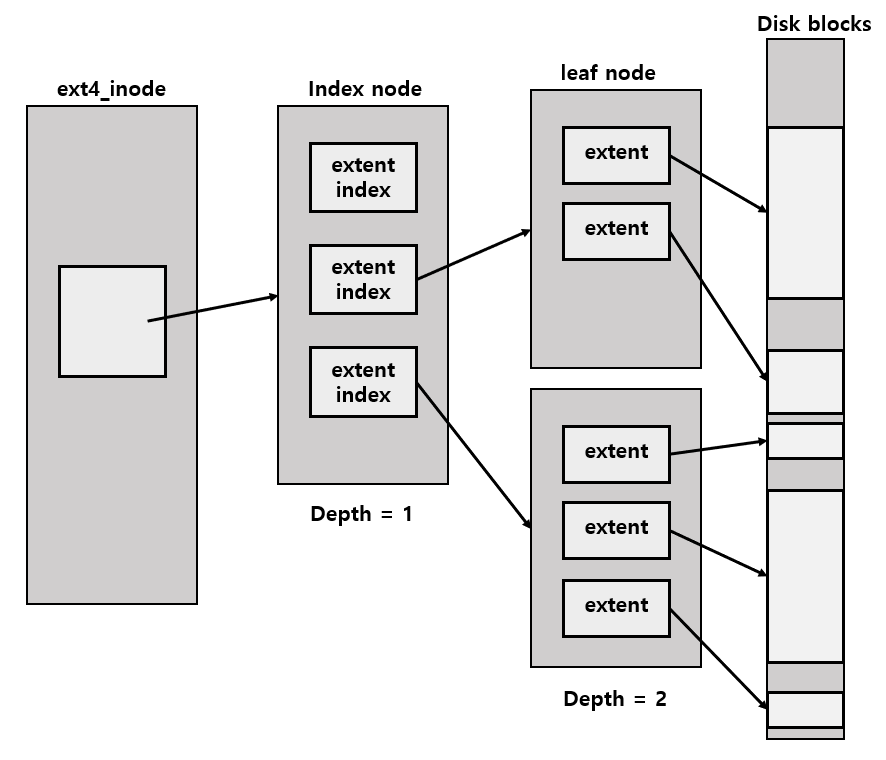 Disk blocks
ext4_inode
Index node
leaf node
extent
index
extent
index
extent
index
Depth = 1
extent
extent
extent
extent
extent
Depth = 2